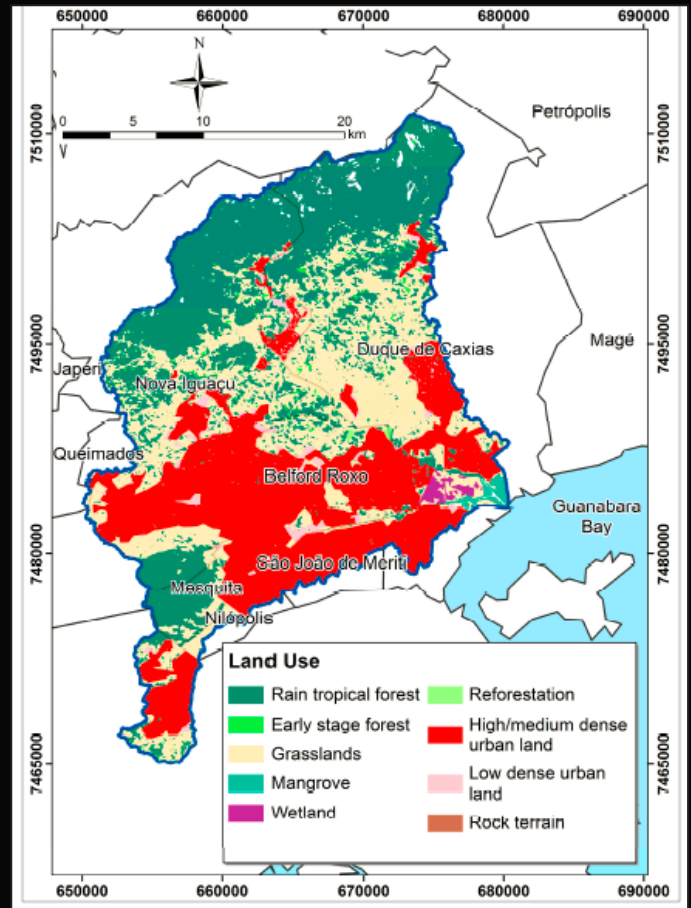 650000 660000 670000 680000 690000
N
0 5 10 20
km
Petrópolis
7510000 7510000
Magé
7495000 7495000
Duque de Caxias
Japeri
Nova Iguaçu
Queimados
Belford Roxo
Guanabara
Bay
7480000 7480000
São João de Meriti
Mesquita
Nilópolis
Land Use
Rain tropical forest
Early stage forest
Grasslands
Mangrove
Wetland
Reforestation
High/medium dense
urban land
Low dense urban
land
Rock terrain
7465000 7465000
650000 660000 670000 680000 690000